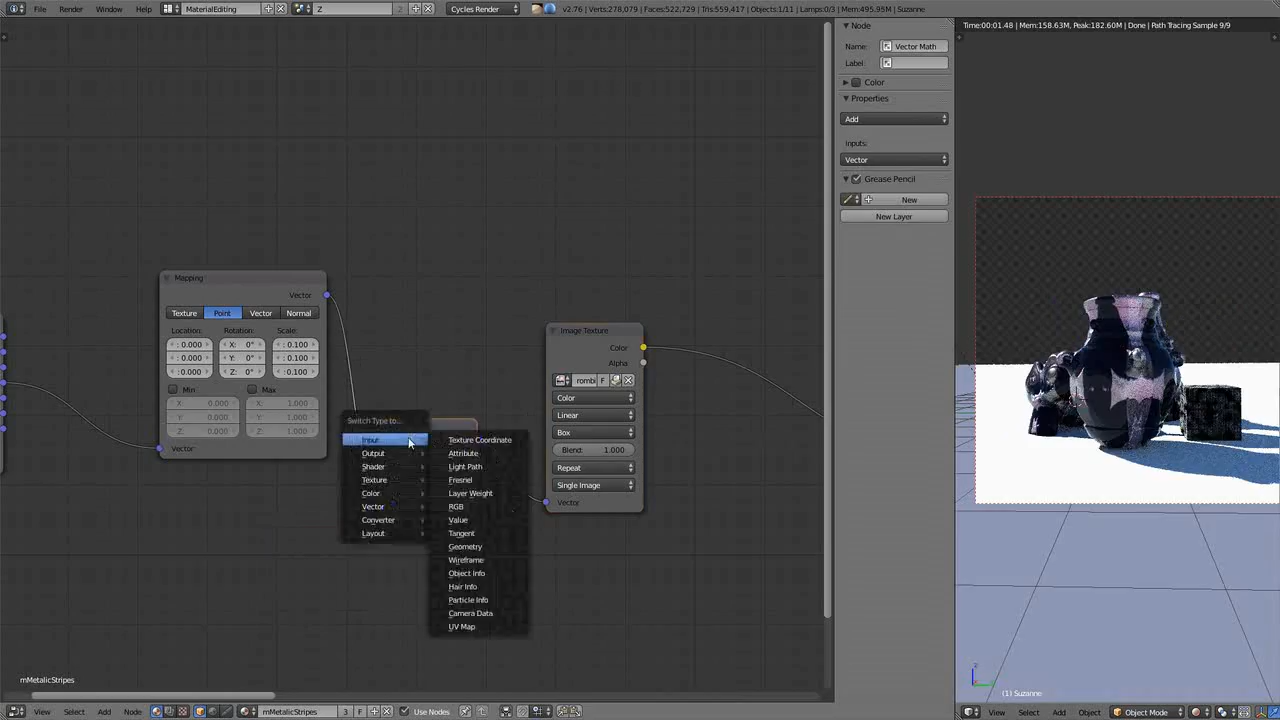 File Render Window Help MaterialEditing Z 2 Cycles Render v2.76 | Verts:278,079 | Faces:522,729 | Tris:559,417 | Objects:1/11 | Lamps:0/3 | Mem:495.95M | Suzanne
Time:00:01.48 | Mem:158.63M, Peak:182.60M | Done | Path Tracing Sample 9/9
Node
Name: Vector Math
Label:
Color
Properties
Add
Inputs:
Vector
Grease Pencil
New
New Layer
Mapping
Vector
Texture Point Vector Normal
Location: Rotation: Scale:
: 0.000 X: 0° : 0.100
: 0.000 Y: 0° : 0.100
: 0.000 Z: 0° : 0.100
Min Max
X: 0.000 X: 1.000
Y: 0.000 Y: 1.000
Z: 0.000 Z: 1.000
Vector
Switch Type to...
Input
Output
Shader
Texture
Color
Vector
Converter
Layout
Texture Coordinate
Attribute
Light Path
Fresnel
Layer Weight
RGB
Value
Tangent
Geometry
Wireframe
Object Info
Hair Info
Particle Info
Camera Data
UV Map
Image Texture
Color
Alpha
romb F
Color
Linear
Box
Blend: 1.000
Repeat
Single Image
Vector
mMetalicStripes
(1) Suzanne
View Select Add Node mMetalicStripes 3 F Use Nodes
View Select Add Object Object Mode